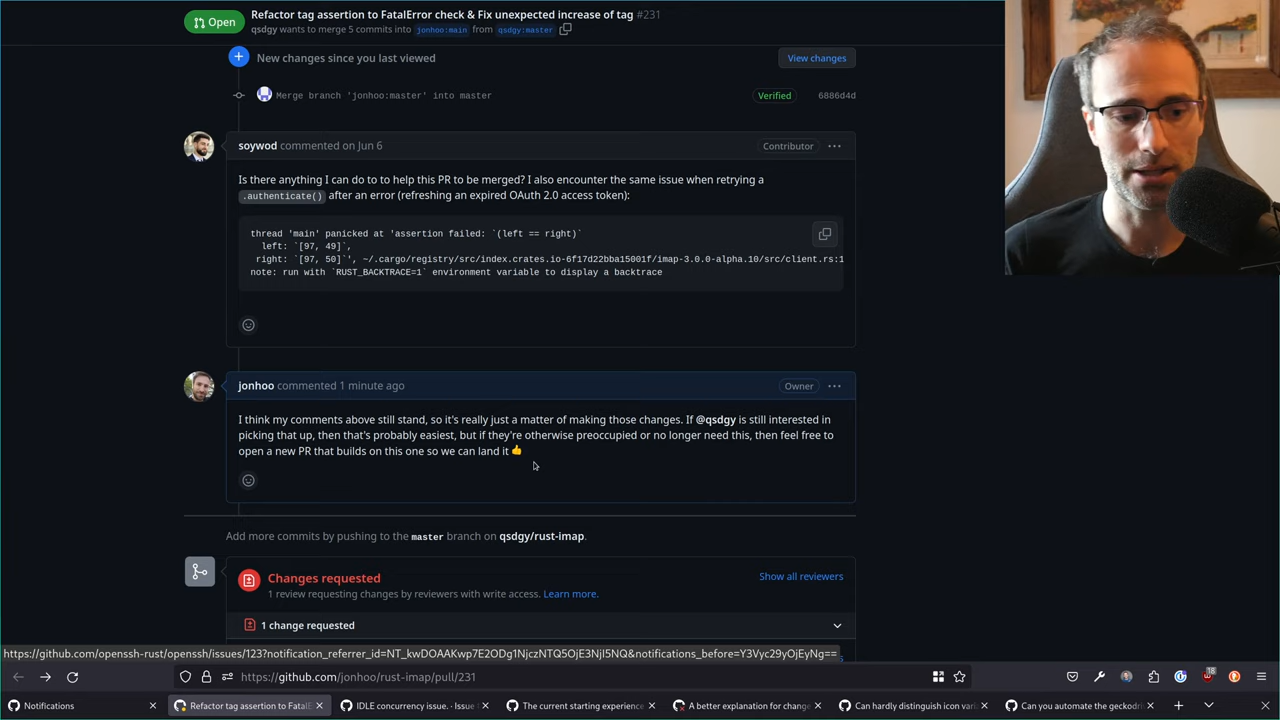 Open
Refactor tag assertion to FatalError check & Fix unexpected increase of tag #231
qsdgy wants to merge 5 commits into jonhoo:main from qsdgy:master
New changes since you last viewed
View changes
Merge branch 'jonhoo:master' into master
Verified
6886d4d
soywod commented on Jun 6
Contributor
Is there anything I can do to to help this PR to be merged? I also encounter the same issue when retrying a
.authenticate() after an error (refreshing an expired OAuth 2.0 access token):
thread 'main' panicked at 'assertion failed: `(left == right)`
left: `[97, 49]`,
right: `[97, 50]`', ~/.cargo/registry/src/index.crates.io-6f17d22bba15001f/imap-3.0.0-alpha.10/src/client.rs:1
note: run with `RUST_BACKTRACE=1` environment variable to display a backtrace
jonhoo commented 1 minute ago
Owner
I think my comments above still stand, so it's really just a matter of making those changes. If @qsdgy is still interested in
picking that up, then that's probably easiest, but if they're otherwise preoccupied or no longer need this, then feel free to
open a new PR that builds on this one so we can land it 👍
Add more commits by pushing to the master branch on qsdgy/rust-imap.
Changes requested
Show all reviewers
1 review requesting changes by reviewers with write access. Learn more.
1 change requested
https://github.com/openssh-rust/openssh/issues/123?notification_referrer_id=NT_kwDOAAKwp7E2ODg1NjczNTQ5OjE3NjI5NQ&notifications_before=Y3Vyc29yOjEyNg==
https://github.com/jonhoo/rust-imap/pull/231
18
Notifications
Refactor tag assertion to FatalE
IDLE concurrency issue. · Issue
The current starting experience
A better explanation for change
Can hardly distinguish icon vari
Can you automate the geckodri